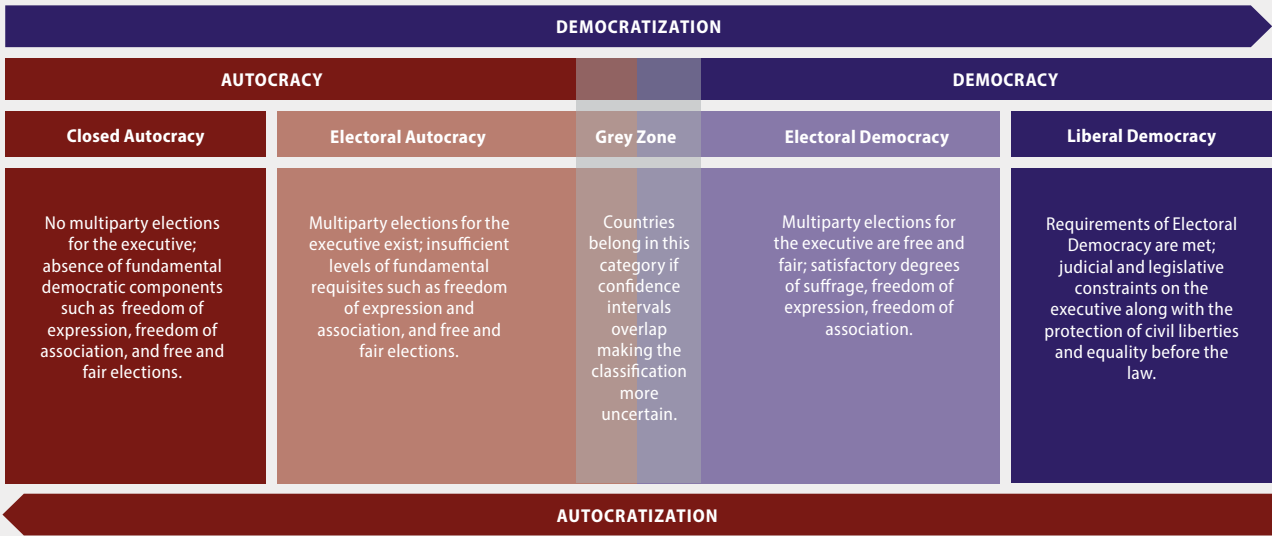 DEMOCRATIZATION
AUTOCRACY
DEMOCRACY
Closed Autocracy
Electoral Autocracy
Grey Zone
Electoral Democracy
Liberal Democracy
No multiparty elections
for the executive;
absence of fundamental
democratic components
such as freedom of
expression, freedom of
association, and free and
fair elections.
Multiparty elections for the
executive exist; insufficient
levels of fundamental
requisites such as freedom
of expression and
association, and free and
fair elections.
Countries
belong in this
category if
confidence
intervals
overlap
making the
classification
more
uncertain.
Multiparty elections for
the executive are free and
fair; satisfactory degrees
of suffrage, freedom of
expression, freedom of
association.
Requirements of Electoral
Democracy are met;
judicial and legislative
constraints on the
executive along with the
protection of civil liberties
and equality before the
law.
AUTOCRATIZATION